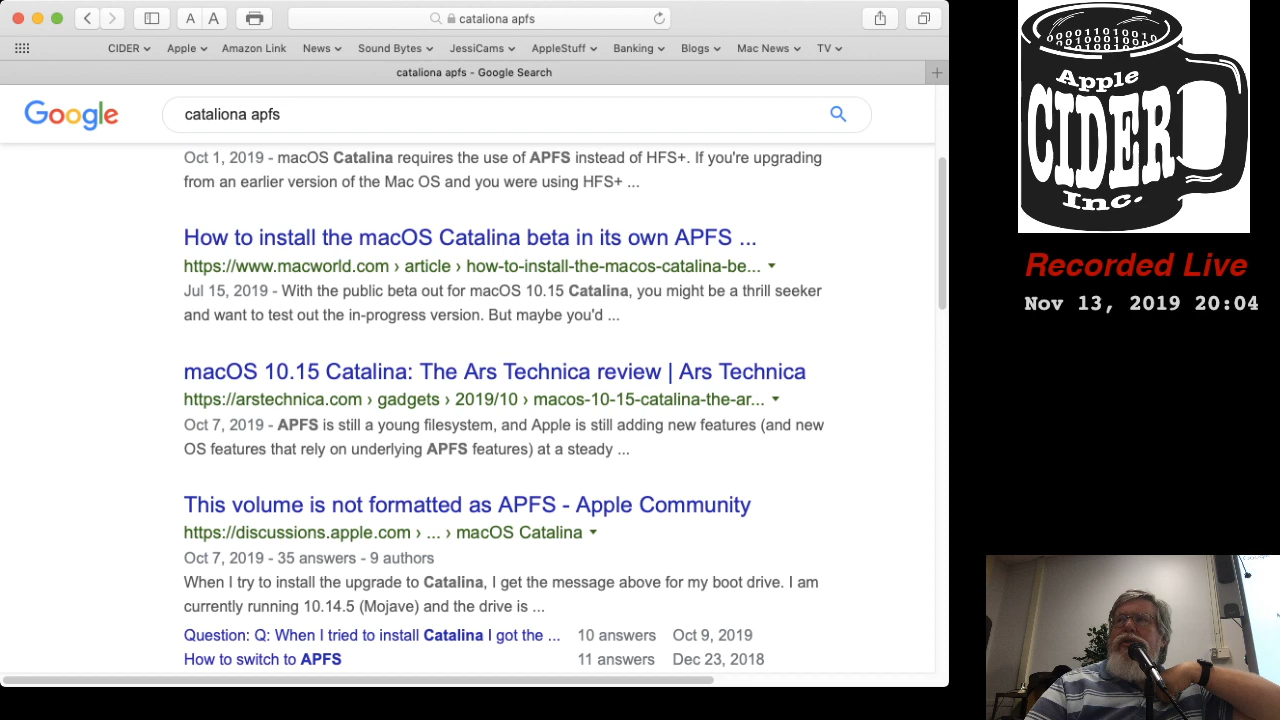 A A
cataliona apfs
CIDER Apple Amazon Link News Sound Bytes JessiCams AppleStuff Banking Blogs Mac News TV
cataliona apfs - Google Search
Google
cataliona apfs
Oct 1, 2019 - macOS Catalina requires the use of APFS instead of HFS+. If you're upgrading
from an earlier version of the Mac OS and you were using HFS+ ...
How to install the macOS Catalina beta in its own APFS ...
https://www.macworld.com › article › how-to-install-the-macos-catalina-be...
Jul 15, 2019 - With the public beta out for macOS 10.15 Catalina, you might be a thrill seeker
and want to test out the in-progress version. But maybe you'd ...
macOS 10.15 Catalina: The Ars Technica review | Ars Technica
https://arstechnica.com › gadgets › 2019/10 › macos-10-15-catalina-the-ar...
Oct 7, 2019 - APFS is still a young filesystem, and Apple is still adding new features (and new
OS features that rely on underlying APFS features) at a steady ...
This volume is not formatted as APFS - Apple Community
https://discussions.apple.com › ... › macOS Catalina
Oct 7, 2019 - 35 answers - 9 authors
When I try to install the upgrade to Catalina, I get the message above for my boot drive. I am
currently running 10.14.5 (Mojave) and the drive is ...
Question: Q: When I tried to install Catalina I got the ... 10 answers Oct 9, 2019
How to switch to APFS 11 answers Dec 23, 2018
Apple
CIDER
Inc.
Recorded Live
Nov 13, 2019 20:04